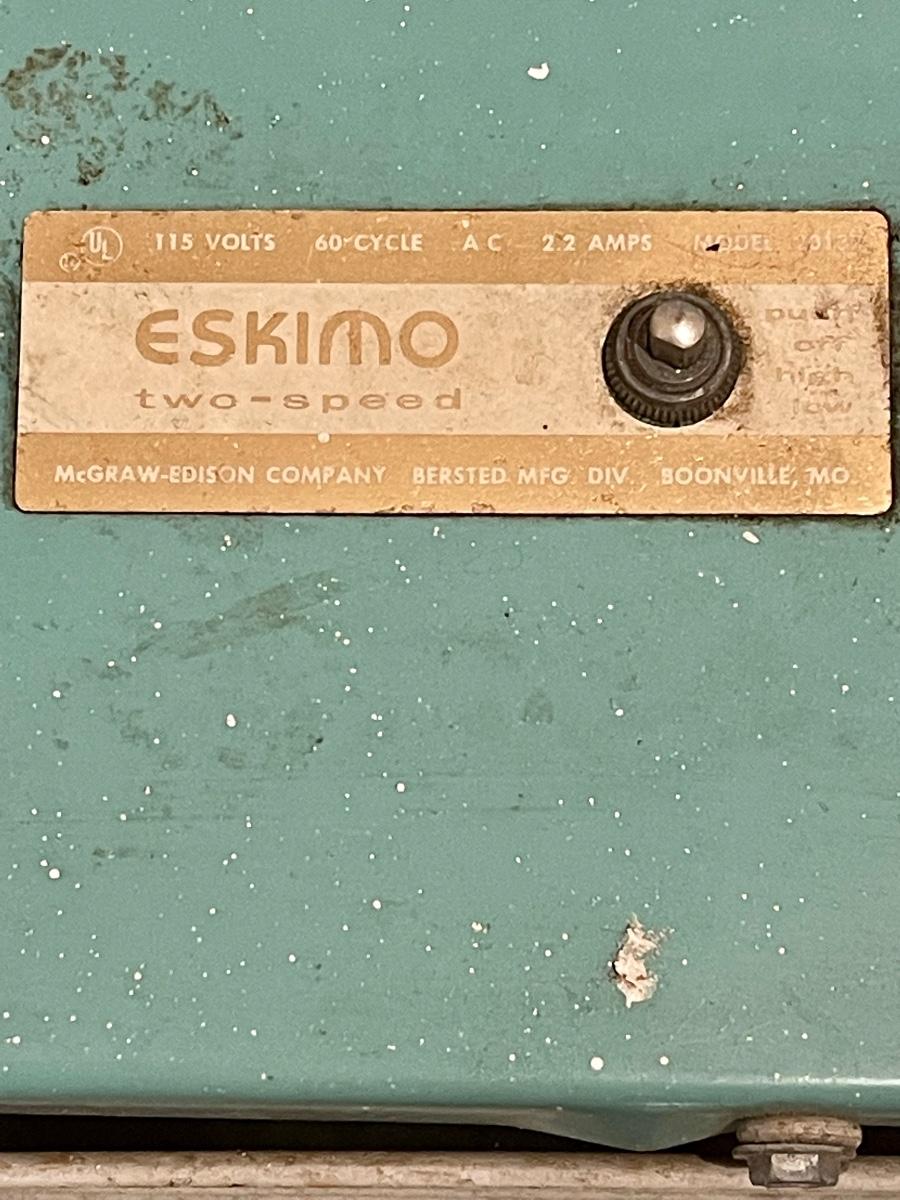 UL 115 VOLTS 60 CYCLE AC 2.2 AMPS MODEL
ESKIMO
two-speed
push
off
high
low
McGRAW-EDISON COMPANY BERSTED MFG. DIV. BOONVILLE, MO.